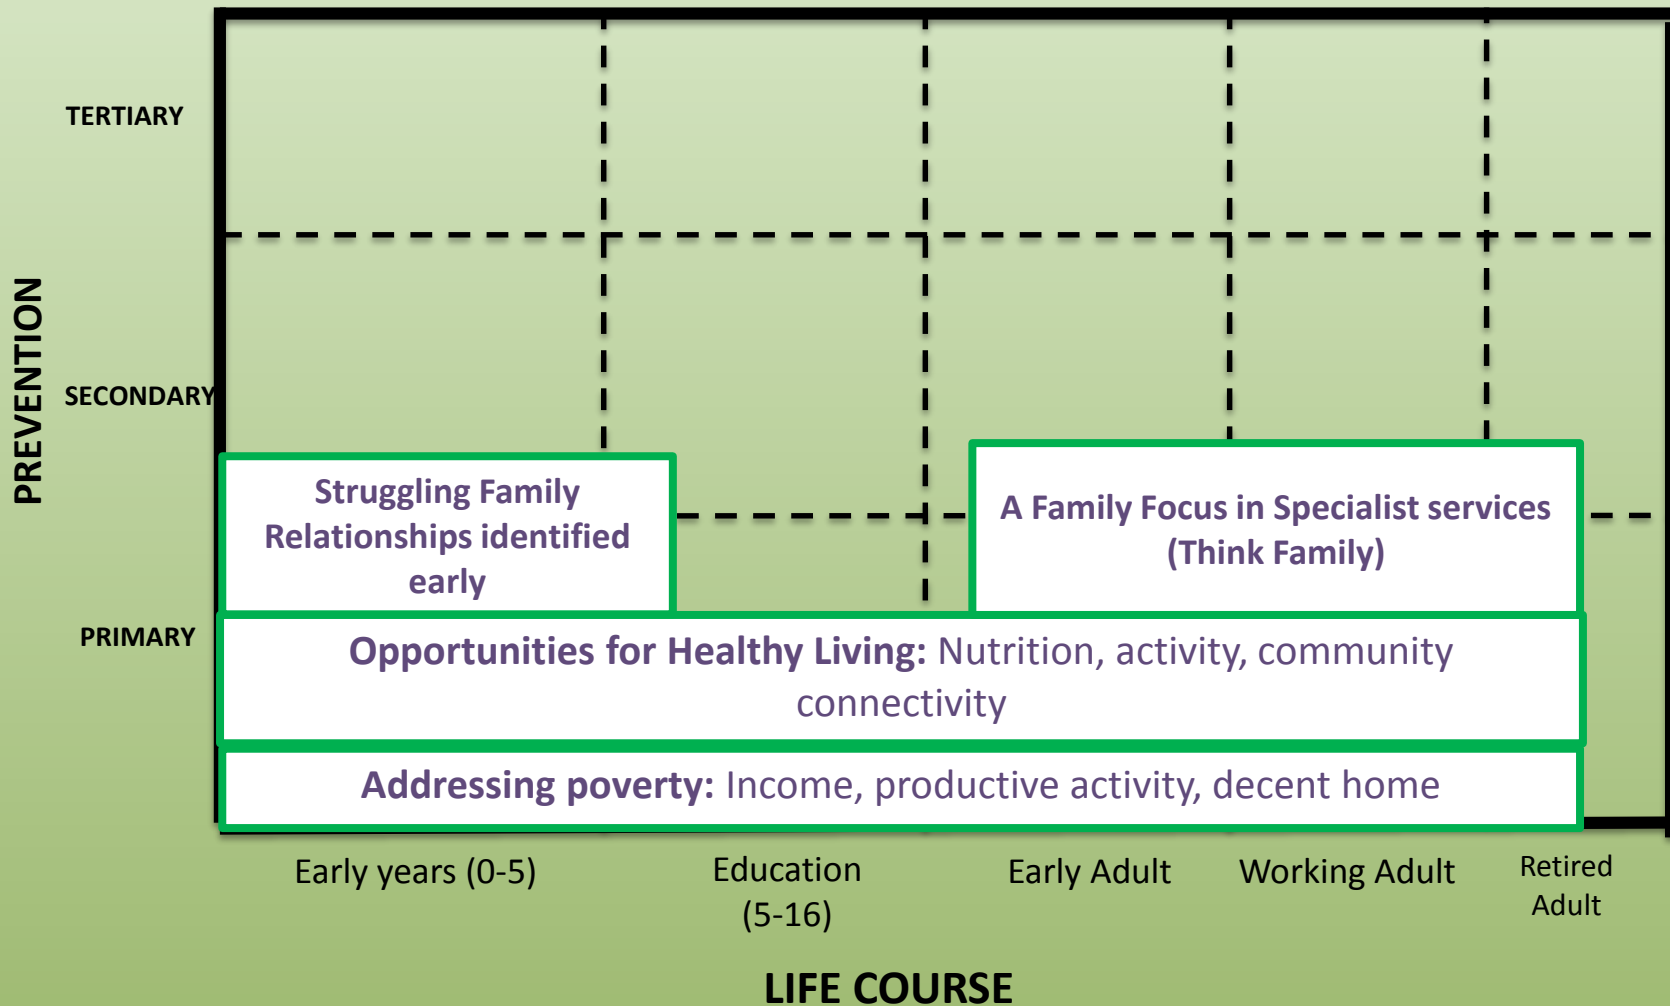 PREVENTION
TERTIARY
SECONDARY
PRIMARY
Struggling Family
Relationships identified
early
A Family Focus in Specialist services
(Think Family)
Opportunities for Healthy Living: Nutrition, activity, community
connectivity
Addressing poverty: Income, productive activity, decent home
Early years (0-5)
Education
(5-16)
Early Adult
Working Adult
Retired
Adult
LIFE COURSE